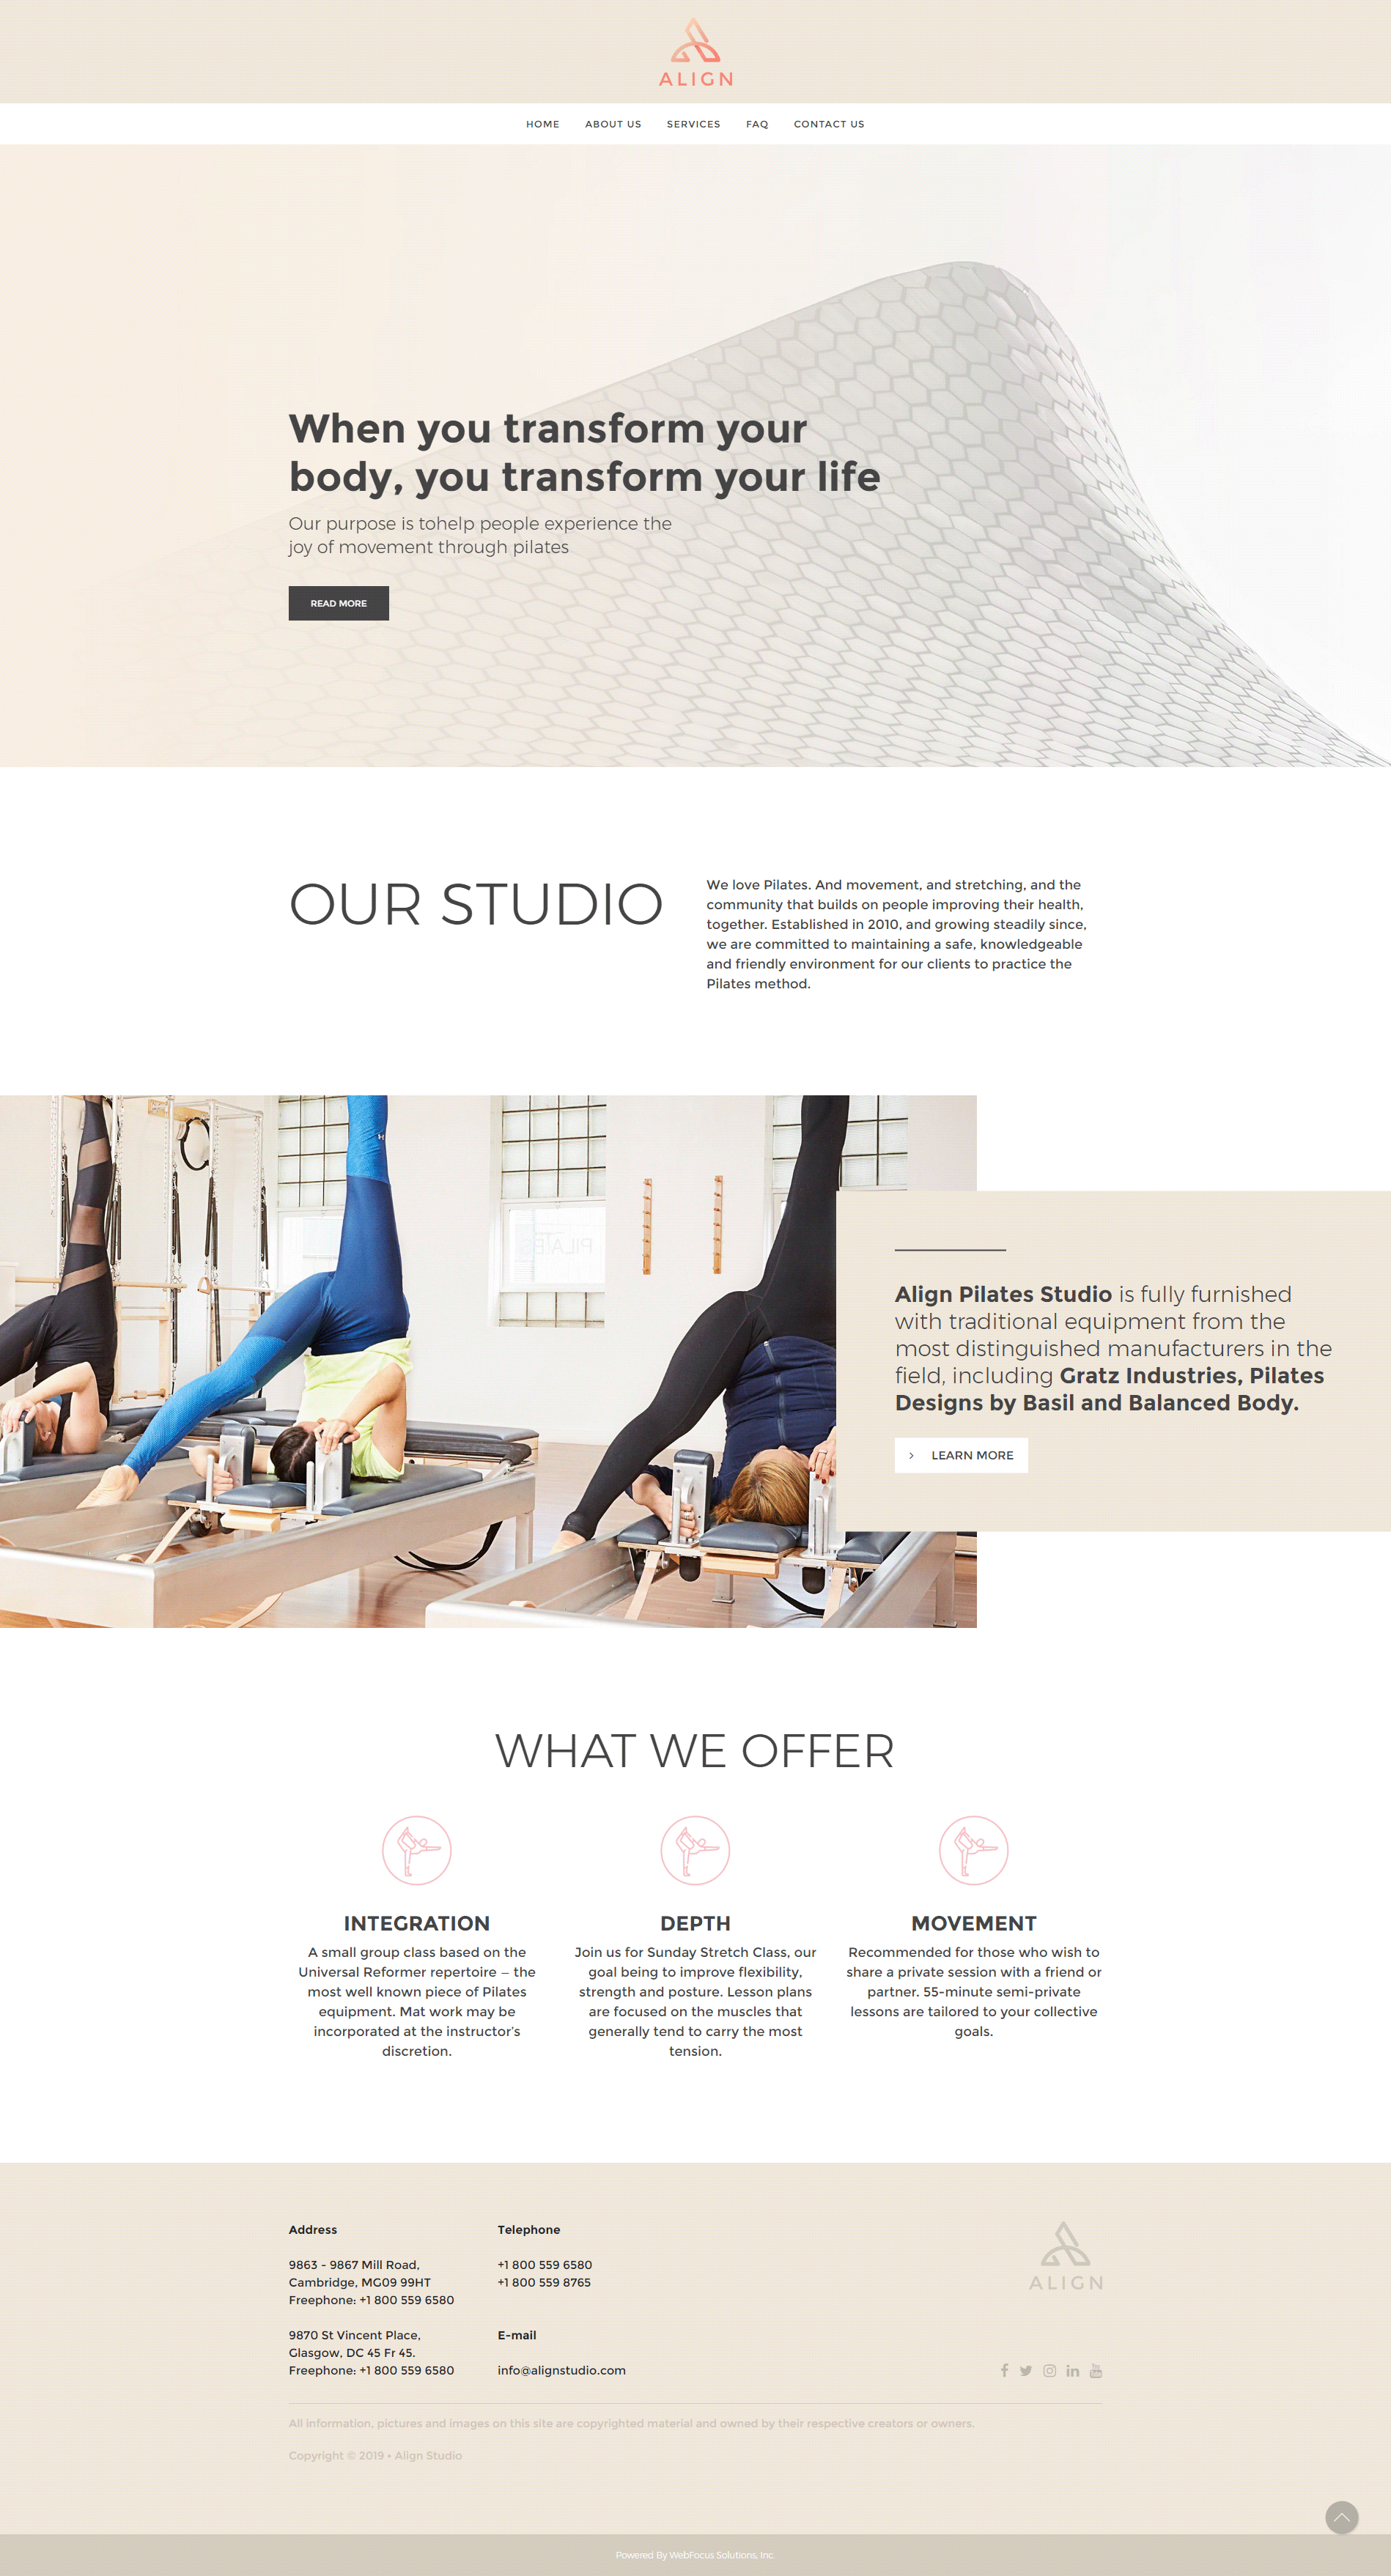 ALIGN
HOME ABOUT US SERVICES FAQ CONTACT US
When you transform your
body, you transform your life
Our purpose is tohelp people experience the
joy of movement through pilates
READ MORE
OUR STUDIO
We love Pilates. And movement, and stretching, and the
community that builds on people improving their health,
together. Established in 2010, and growing steadily since,
we are committed to maintaining a safe, knowledgeable
and friendly environment for our clients to practice the
Pilates method.
PILATES
Align Pilates Studio is fully furnished
with traditional equipment from the
most distinguished manufacturers in the
field, including Gratz Industries, Pilates
Designs by Basil and Balanced Body.
LEARN MORE
WHAT WE OFFER
INTEGRATION
A small group class based on the
Universal Reformer repertoire – the
most well known piece of Pilates
equipment. Mat work may be
incorporated at the instructor's
discretion.
DEPTH
Join us for Sunday Stretch Class, our
goal being to improve flexibility,
strength and posture. Lesson plans
are focused on the muscles that
generally tend to carry the most
tension.
MOVEMENT
Recommended for those who wish to
share a private session with a friend or
partner. 55-minute semi-private
lessons are tailored to your collective
goals.
Address
9863 - 9867 Mill Road,
Cambridge, MG09 99HT
Freephone: +1 800 559 6580
9870 St Vincent Place,
Glasgow, DC 45 Fr 45.
Freephone: +1 800 559 6580
Telephone
+1 800 559 6580
+1 800 559 8765
E-mail
info@alignstudio.com
ALIGN
All information, pictures and images on this site are copyrighted material and owned by their respective creators or owners.
Copyright © 2019 • Align Studio
Powered By WebFocus Solutions, Inc